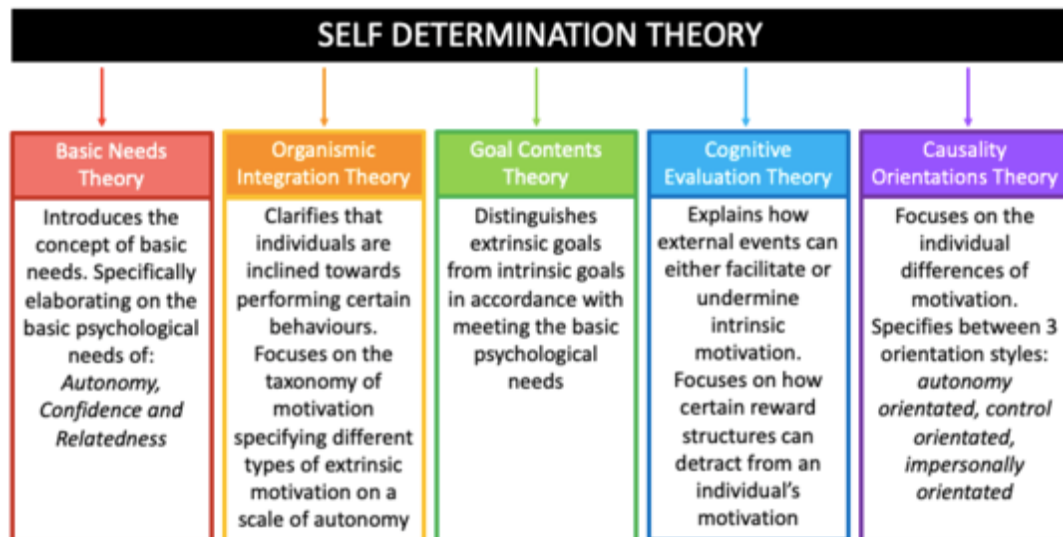 SELF DETERMINATION THEORY
Basic Needs
Theory
Introduces the
concept of basic
needs. Specifically
elaborating on the
basic psychological
needs of:
Autonomy,
Confidence and
Relatedness
Organismic
Integration Theory
Clarifies that
individuals are
inclined towards
performing certain
behaviours.
Focuses on the
taxonomy of
motivation
specifying different
types of extrinsic
motivation on a
scale of autonomy
Goal Contents
Theory
Distinguishes
extrinsic goals
from intrinsic goals
in accordance with
meeting the basic
psychological
needs
Cognitive
Evaluation Theory
Explains how
external events can
either facilitate or
undermine
intrinsic
motivation.
Focuses on how
certain reward
structures can
detract from an
individual's
motivation
Causality
Orientations Theory
Focuses on the
individual
differences of
motivation.
Specifies between 3
orientation styles:
autonomy
orientated, control
orientated,
impersonally
orientated